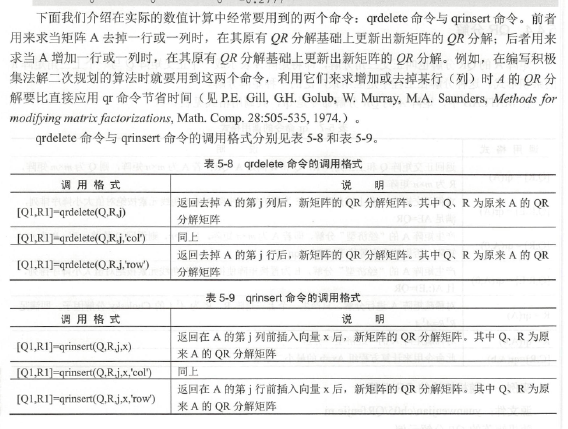 下面我们介绍在实际的数值计算中经常要用到的两个命令：qrdelete 命令与 qrinsert 命令。前者
用来求当矩阵 A 去掉一行或一列时，在其原有 QR 分解基础上更新出新矩阵的 QR 分解；后者用来
求当 A 增加一行或一列时，在其原有 QR 分解基础上更新出新矩阵的 QR 分解。例如，在编写积极
集法解二次规划的算法时就要用到这两个命令，利用它们来求增加或去掉某行（列）时 A 的 QR 分
解要比直接应用 qr 命令节省时间（见 P.E. Gill, G.H. Golub, W. Murray, M.A. Saunders, Methods for
modifying matrix factorizations, Math. Comp. 28:505-535, 1974.）。
qrdelete 命令与 qrinsert 命令的调用格式分别见表 5-8 和表 5-9。
表 5-8 qrdelete 命令的调用格式
调 用 格 式 说 明
[Q1,R1]=qrdelete(Q,R,j) 返回去掉 A 的第 j 列后，新矩阵的 QR 分解矩阵。其中 Q、R 为原来 A 的 QR
分解矩阵
[Q1,R1]=qrdelete(Q,R,j,'col') 同上
[Q1,R1]=qrdelete(Q,R,j,'row') 返回去掉 A 的第 j 行后，新矩阵的 QR 分解矩阵。其中 Q、R 为原来 A 的 QR
分解矩阵
表 5-9 qrinsert 命令的调用格式
调 用 格 式 说 明
[Q1,R1]=qrinsert(Q,R,j,x) 返回在 A 的第 j 列前插入向量 x 后，新矩阵的 QR 分解矩阵。其中 Q、R 为原
来 A 的 QR 分解矩阵
[Q1,R1]=qrinsert(Q,R,j,x,'col') 同上
[Q1,R1]=qrinsert(Q,R,j,x,'row') 返回在 A 的第 j 行前插入向量 x 后，新矩阵的 QR 分解矩阵。其中 Q、R 为原
来 A 的 QR 分解矩阵